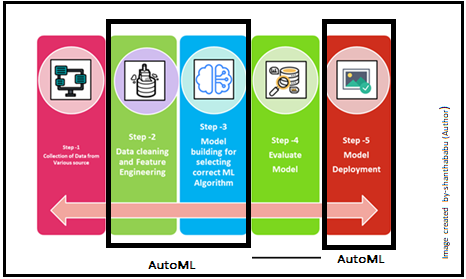 Step -1
Collection of Data from
Various source
Step -2
Data cleaning
and Feature
Engineering
Step -3
Model
building for
selecting
correct ML
Algorithm
Step -4
Evaluate
Model
Step -5
Model
Deployment
AutoML
AutoML
Image created by-shanthababu (Author)